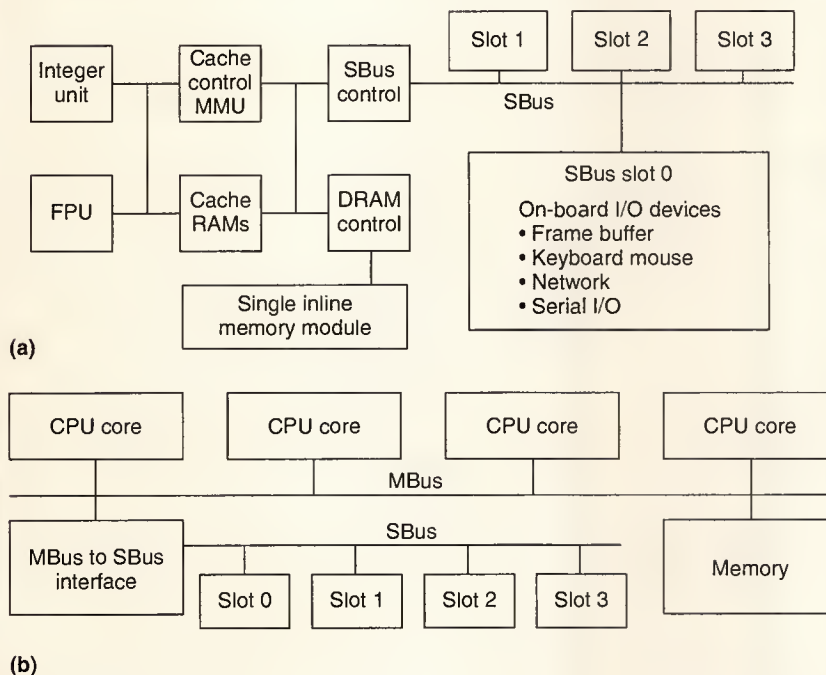 Slot 1
Slot 2
Slot 3
Integer
unit
Cache
control
MMU
SBus
control
SBus
FPU
Cache
RAMs
DRAM
control
SBus slot 0
On-board I/O devices
• Frame buffer
• Keyboard mouse
• Network
• Serial I/O
Single inline
memory module
(a)
CPU core
CPU core
CPU core
CPU core
MBus
MBus to SBus
interface
SBus
Slot 0
Slot 1
Slot 2
Slot 3
Memory
(b)